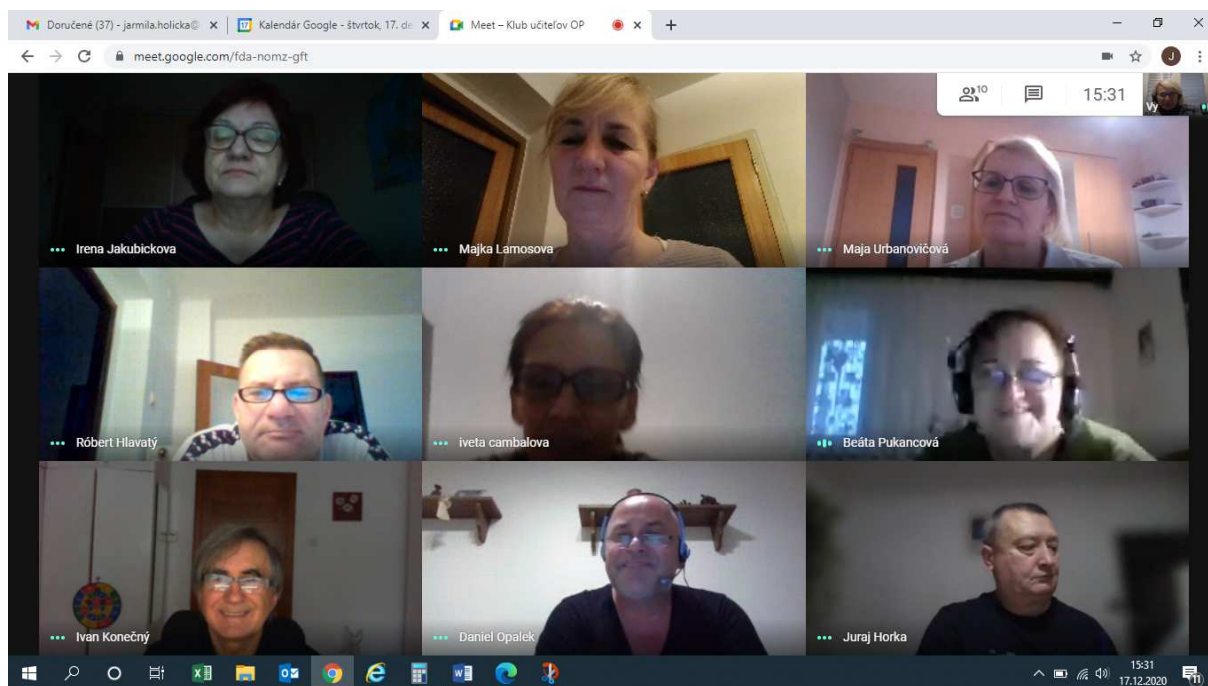 Doručené (37) - jarmila.holicka@
Kalendár Google - štvrtok, 17. de
Meet – Klub učiteľov OP
meet.google.com/fda-nomz-gft
J
10
15:31
Vy
Irena Jakubickova
Majka Lamosova
Maja Urbanovičová
Róbert Hlavatý
iveta cambalova
Beáta Pukancová
Ivan Konečný
Daniel Opalek
Juraj Horka
15:31
17.12.2020
11